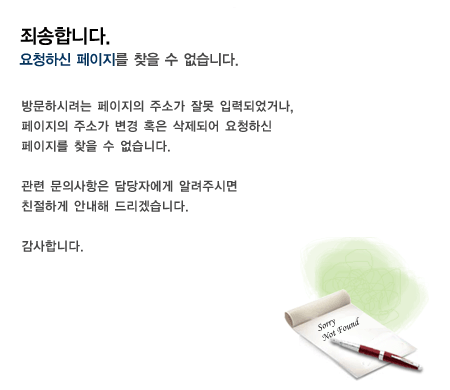 죄송합니다.
요청하신 페이지를 찾을 수 없습니다.
방문하시려는 페이지의 주소가 잘못 입력되었거나,
페이지의 주소가 변경 혹은 삭제되어 요청하신
페이지를 찾을 수 없습니다.
관련 문의사항은 담당자에게 알려주시면
친절하게 안내해 드리겠습니다.
감사합니다.
Sorry
Not Found